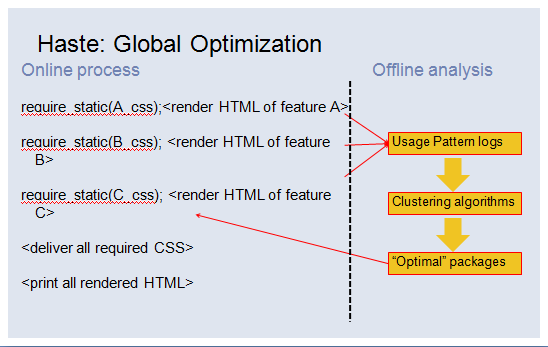 Haste: Global Optimization
Online process
Offline analysis
require_static(A_css);<render HTML of feature A>
require_static(B_css); <render HTML of feature
B>
require_static(C_css); <render HTML of feature
C>
<deliver all required CSS>
<print all rendered HTML>
Usage Pattern logs
Clustering algorithms
“Optimal” packages